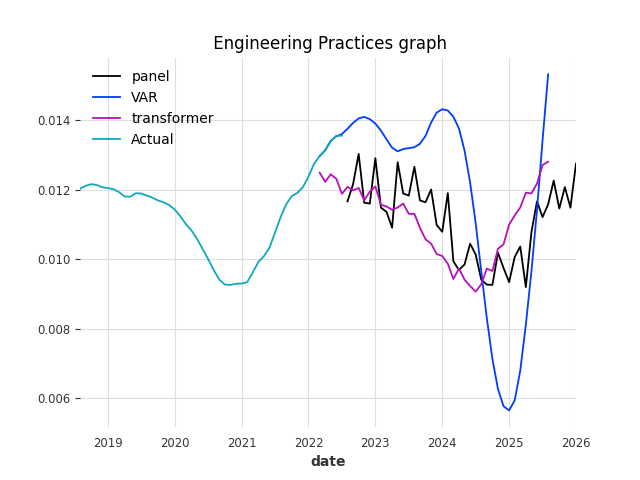 Engineering Practices graph
panel
VAR
transformer
Actual
0.014
0.012
0.010
0.008
0.006
2019 2020 2021 2022 2023 2024 2025 2026
date